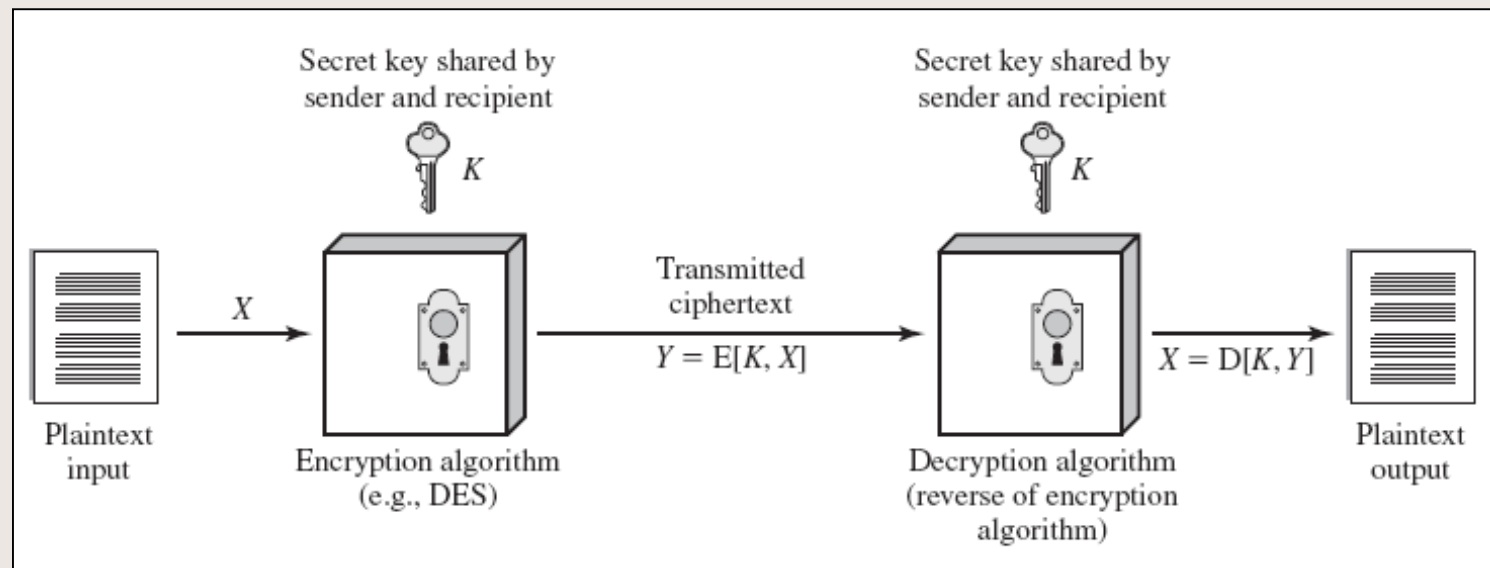 Secret key shared by
sender and recipient
K
Secret key shared by
sender and recipient
K
X
Transmitted
ciphertext
Y = E[K, X]
X = D[K, Y]
Plaintext
input
Encryption algorithm
(e.g., DES)
Decryption algorithm
(reverse of encryption
algorithm)
Plaintext
output